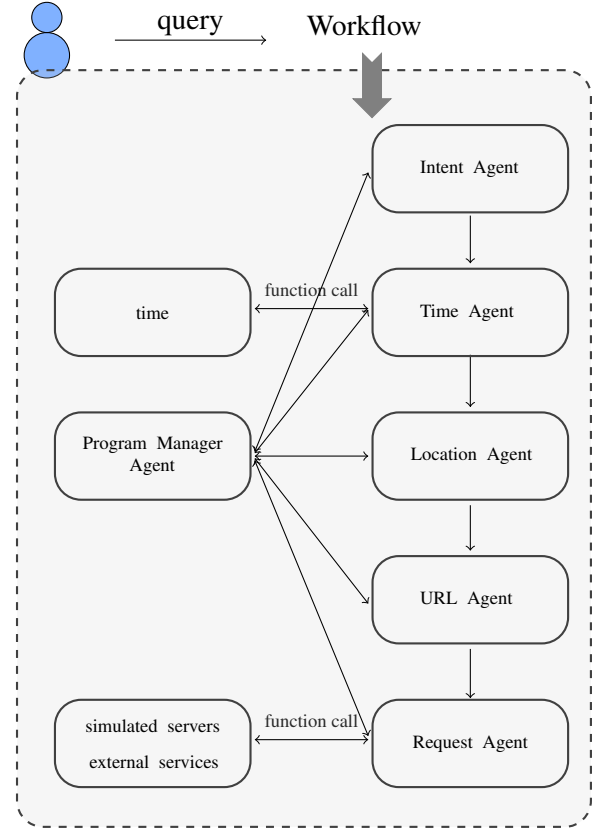 query
Workflow
Intent Agent
function call
time
Time Agent
Program Manager
Agent
Location Agent
URL Agent
simulated servers
external services
function call
Request Agent